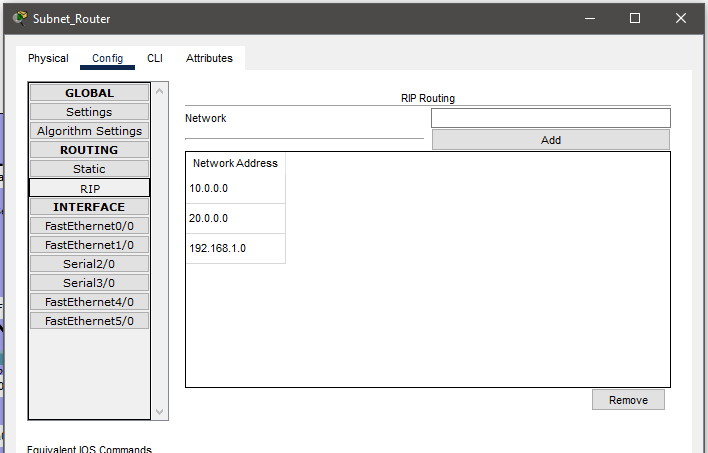 Subnet_Router
Physical Config CLI Attributes
GLOBAL
Settings
Algorithm Settings
ROUTING
Static
RIP
INTERFACE
FastEthernet0/0
FastEthernet1/0
Serial2/0
Serial3/0
FastEthernet4/0
FastEthernet5/0
RIP Routing
Network
Add
Network Address
10.0.0.0
20.0.0.0
192.168.1.0
Remove
Equivalent IOS Commands